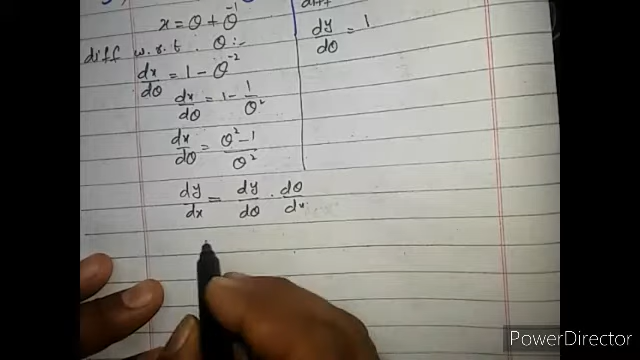 x = θ + θ⁻¹
diff w.r.t. θ :-
dx/dθ = 1 - θ⁻²
dx/dθ = 1 - 1/θ²
dx/dθ = θ²-1/θ²
dy/dx = dy/dθ . dθ/dx
diff
dy/dθ = 1
PowerDirector